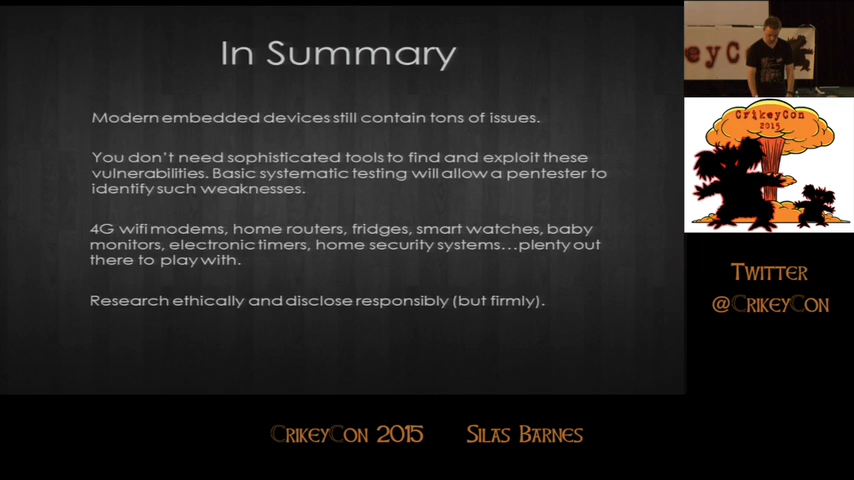 In Summary
Modern embedded devices still contain tons of issues.
You don't need sophisticated tools to find and exploit these
vulnerabilities. Basic systematic testing will allow a pentester to
identify such weaknesses.
4G wifi modems, home routers, fridges, smart watches, baby
monitors, electronic timers, home security systems...plenty out
there to play with.
Research ethically and disclose responsibly (but firmly).
eyC
CrikeyCon
2015
Twitter
@CrikeyCon
CrikeyCon 2015 Silas Barnes